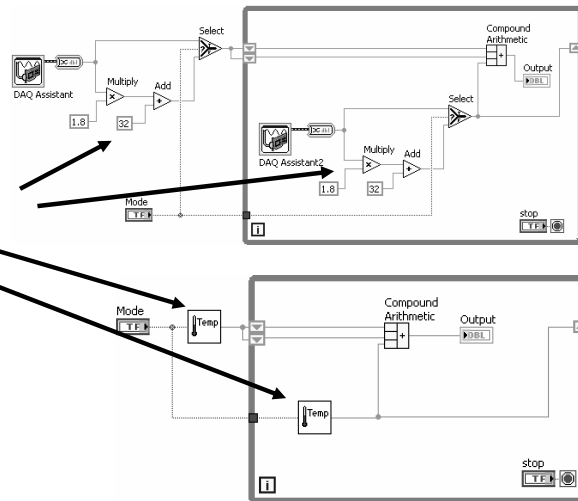 Select
Compound
Arithmetic
Output
DBL
DAQ Assistant
Multiply
Add
×
+
1.8
32
?
+
Select
?
DAQ Assistant2
Multiply
Add
×
+
1.8
32
Mode
TF
stop
TF
i
Mode
TF
Temp
Compound
Arithmetic
Output
+
DBL
Temp
stop
TF
i